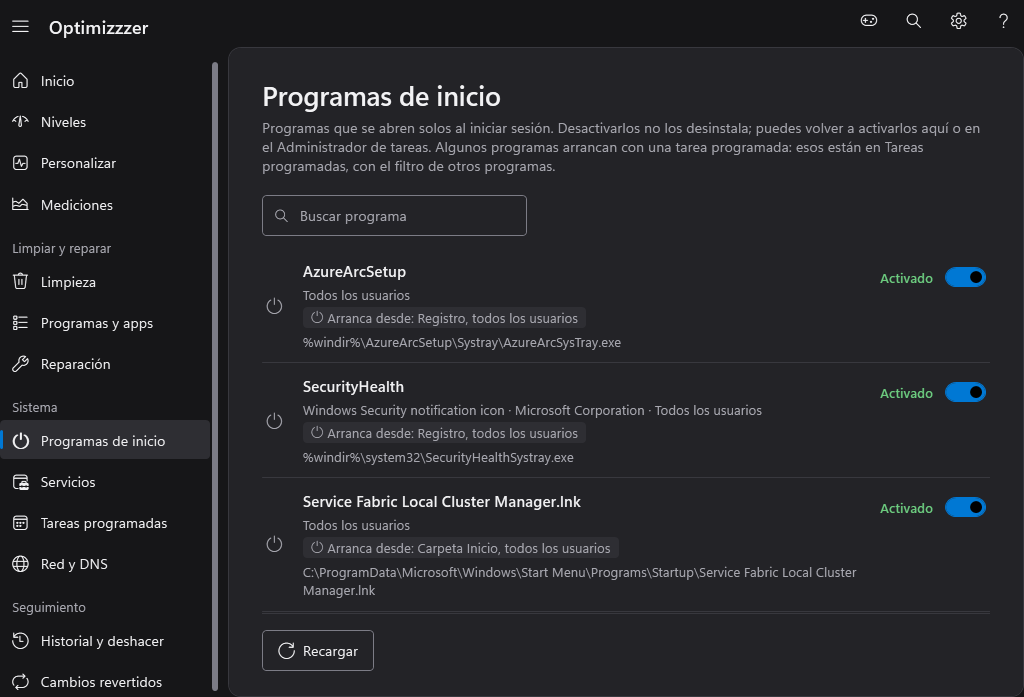 Optimizzzer
Inicio
Niveles
Personalizar
Mediciones
Limpiar y reparar
Limpieza
Programas y apps
Reparación
Sistema
Programas de inicio
Servicios
Tareas programadas
Red y DNS
Seguimiento
Historial y deshacer
Cambios revertidos
Programas de inicio
Programas que se abren solos al iniciar sesión. Desactivarlos no los desinstala; puedes volver a activarlos aquí o en
el Administrador de tareas. Algunos programas arrancan con una tarea programada: esos están en Tareas
programadas, con el filtro de otros programas.
Buscar programa
AzureArcSetup
Todos los usuarios
Arranca desde: Registro, todos los usuarios
%windir%\AzureArcSetup\Systray\AzureArcSysTray.exe
Activado
SecurityHealth
Windows Security notification icon · Microsoft Corporation · Todos los usuarios
Arranca desde: Registro, todos los usuarios
%windir%\system32\SecurityHealthSystray.exe
Activado
Service Fabric Local Cluster Manager.lnk
Todos los usuarios
Arranca desde: Carpeta Inicio, todos los usuarios
C:\ProgramData\Microsoft\Windows\Start Menu\Programs\Startup\Service Fabric Local Cluster
Manager.lnk
Activado
Recargar